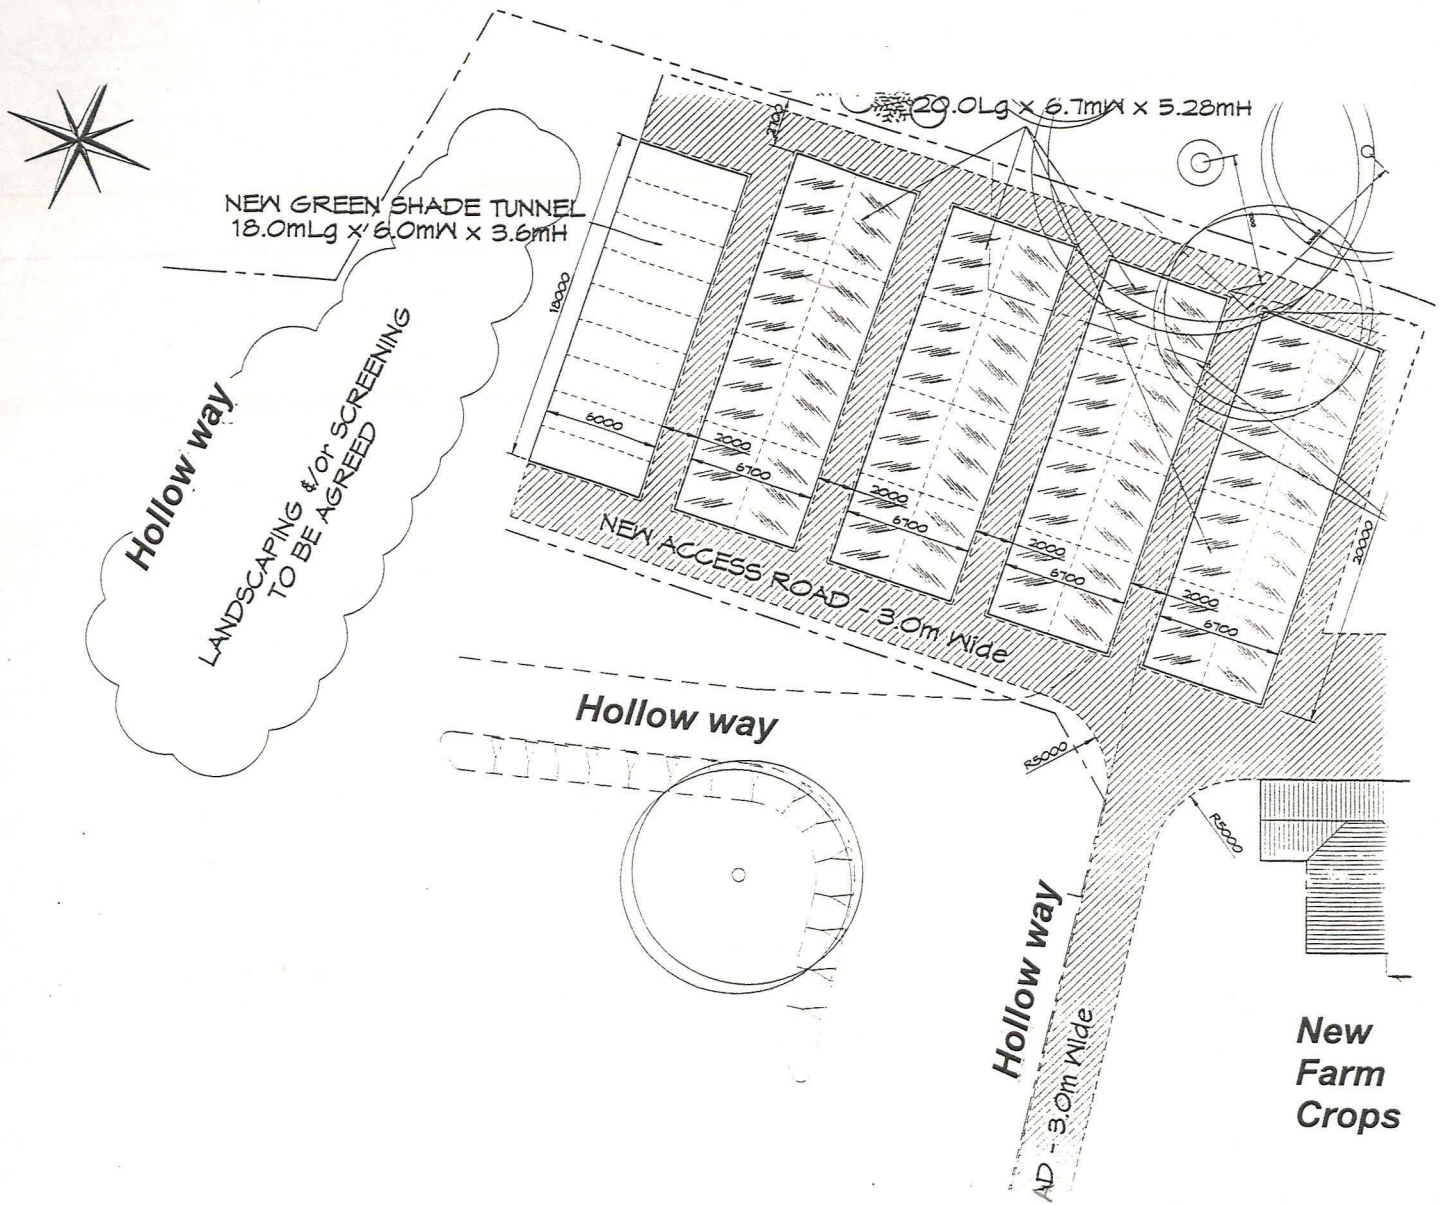 20.0Lg x 6.7mW x 5.28mH
2700
NEW GREEN SHADE TUNNEL
18.0mLg x 6.0mW x 3.6mH
18000
Hollow way
LANDSCAPING &/or SCREENING
TO BE AGREED
6000
2000
6700
2000
6700
2000
6700
2000
6700
20000
NEW ACCESS ROAD - 3.0m Wide
Hollow way
R5000
R5000
Hollow way
AD - 3.0m Wide
New
Farm
Crops